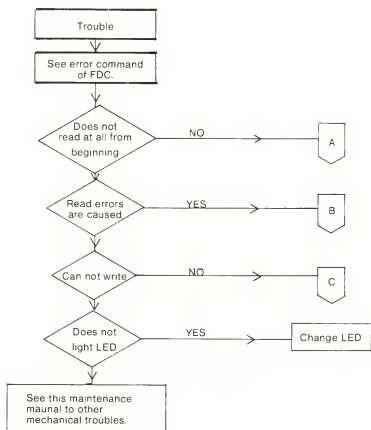 Trouble
See error command
of FDC.
Does not
read at all from
beginning
NO
A
Read errors
are caused
YES
B
Can not write
NO
C
Does not
light LED
YES
Change LED
See this maintenance
maunal to other
mechanical troubles.